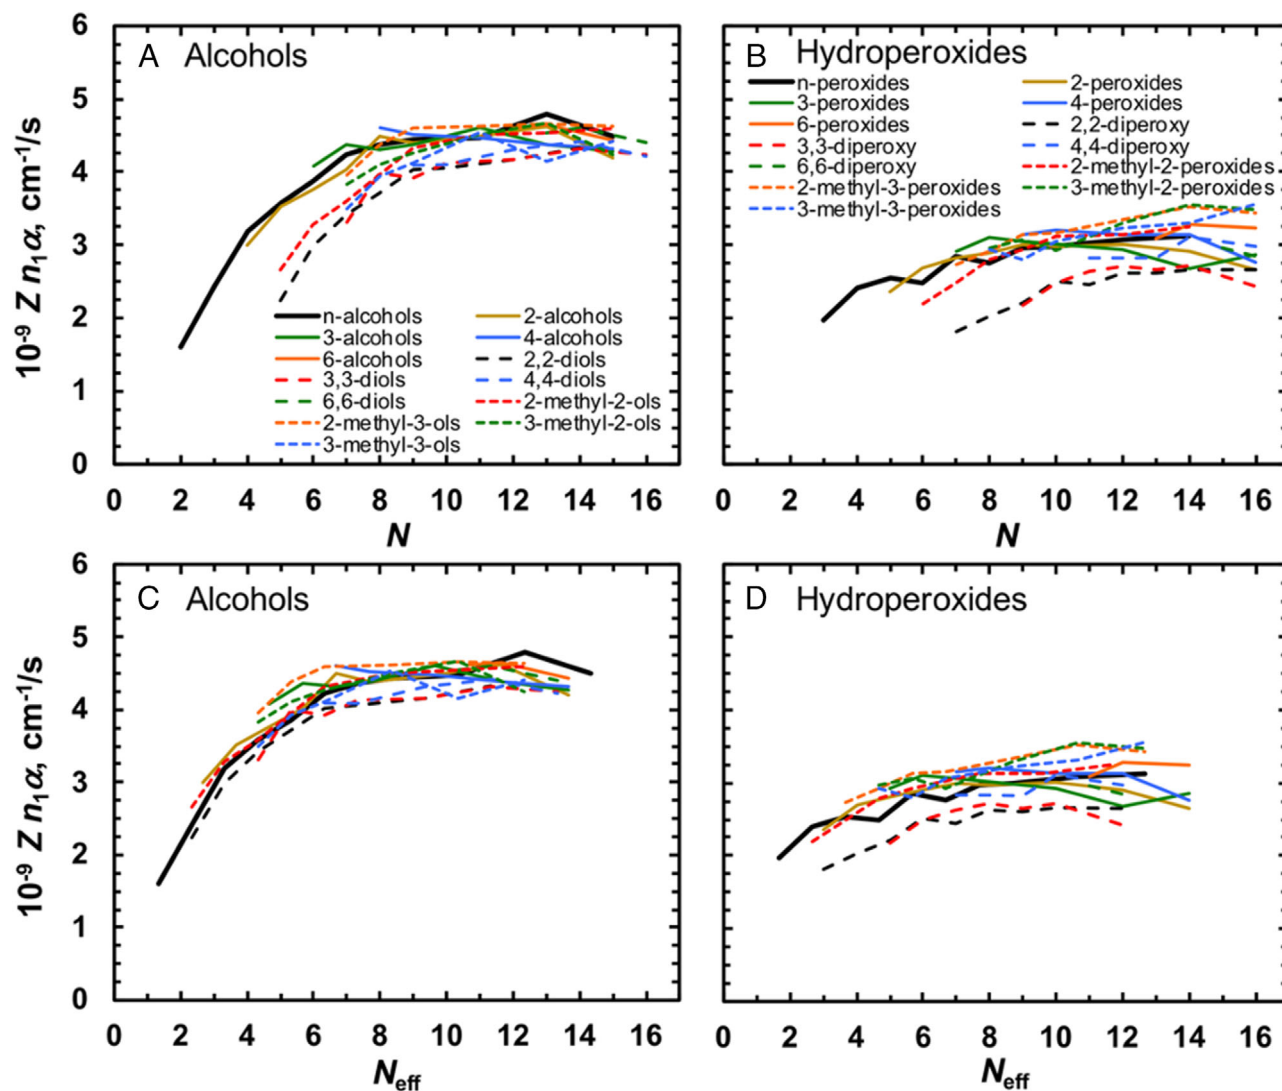 A Alcohols
10⁻⁹ Z n₁α, cm⁻¹/s
6
5
4
3
2
1
0
n-alcohols 2-alcohols
3-alcohols 4-alcohols
6-alcohols 2,2-diols
3,3-diols 4,4-diols
6,6-diols 2-methyl-2-ols
2-methyl-3-ols 3-methyl-2-ols
3-methyl-3-ols
0 2 4 6 8 10 12 14 16
N
B Hydroperoxides
n-peroxides 2-peroxides
3-peroxides 4-peroxides
6-peroxides 2,2-diperoxy
3,3-diperoxy 4,4-diperoxy
6,6-diperoxy 2-methyl-2-peroxides
2-methyl-3-peroxides 3-methyl-2-peroxides
3-methyl-3-peroxides
0 2 4 6 8 10 12 14 16
N
C Alcohols
10⁻⁹ Z n₁α, cm⁻¹/s
6
5
4
3
2
1
0
0 2 4 6 8 10 12 14 16
Neff
D Hydroperoxides
0 2 4 6 8 10 12 14 16
Neff